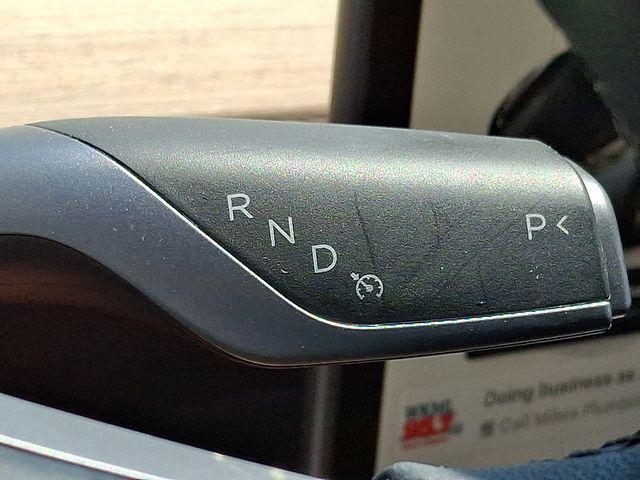 R
N
D
P <
Doing business as
Call Miles